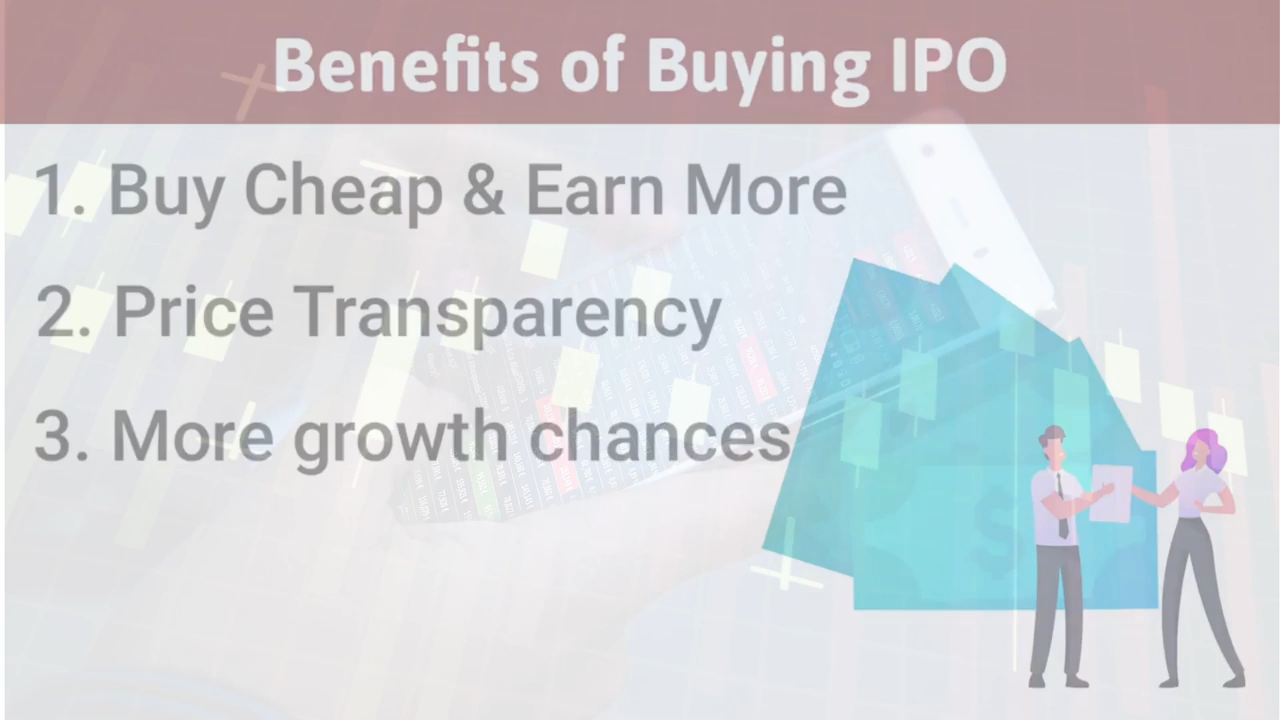 Benefits of Buying IPO
1. Buy Cheap & Earn More
2. Price Transparency
3. More growth chances
$